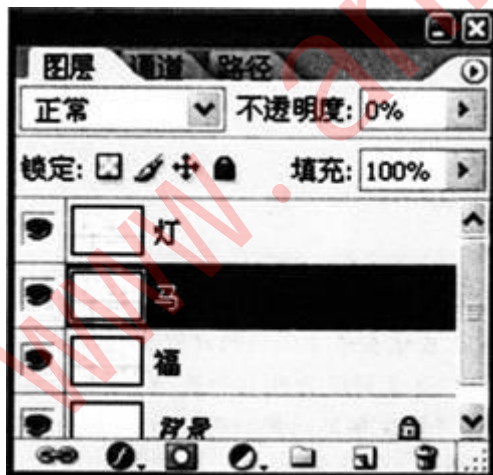 图层 通道 路径
正常 不透明度: 0%
锁定: 填充: 100%
灯
马
福
背景